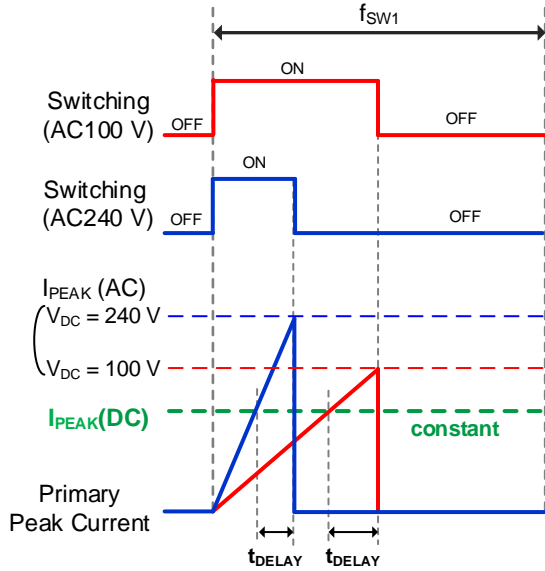 fSW1
ON
Switching
(AC100 V)
OFF
OFF
ON
Switching
(AC240 V)
OFF
OFF
IPEAK (AC)
VDC = 240 V
VDC = 100 V
IPEAK(DC)
constant
Primary
Peak Current
tDELAY
tDELAY